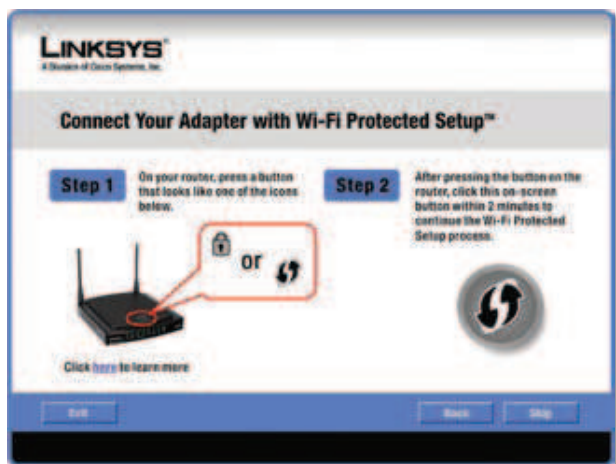 LINKSYS®
A Division of Cisco Systems, Inc.
Connect Your Adapter with Wi-Fi Protected Setup™
Step 1
On your router, press a button
that looks like one of the icons
below.
or
Click here to learn more
Step 2
After pressing the button on the
router, click this on-screen
button within 2 minutes to
continue the Wi-Fi Protected
Setup process.
Exit
Back
Skip